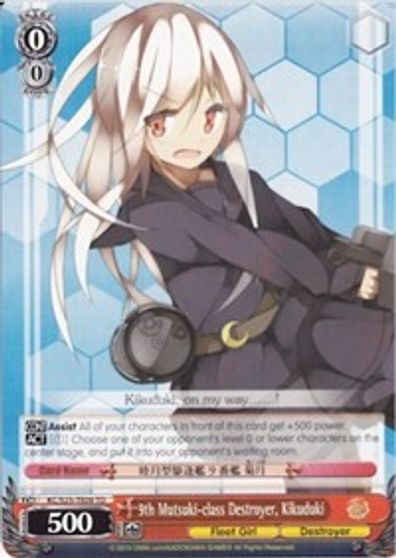 0
0
Kikuduki, on my way......!
CONT Assist All of your characters in front of this card get +500 power.
ACT [(1)] Choose one of your opponent's level 0 or lower characters on the
center stage, and put it into your opponent's waiting room.
Card Name 睦月型駆逐艦 9番艦 菊月
9th Mutsuki-class Destroyer, Kikuduki
500
Fleet Girl Destroyer